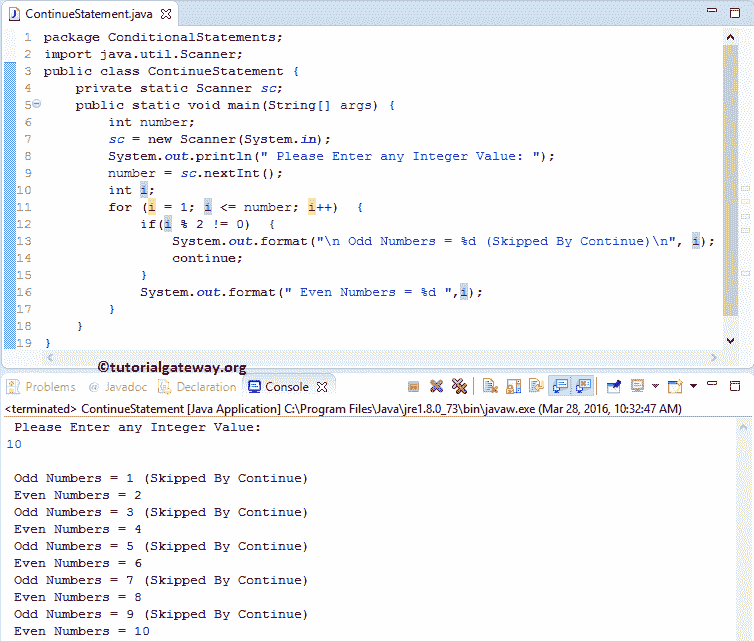 ContinueStatement.java
1 package ConditionalStatements;
2 import java.util.Scanner;
3 public class ContinueStatement {
4     private static Scanner sc;
5     public static void main(String[] args) {
6         int number;
7         sc = new Scanner(System.in);
8         System.out.println(" Please Enter any Integer Value: ");
9         number = sc.nextInt();
10         int i;
11         for (i = 1; i <= number; i++)  {
12             if(i % 2 != 0)  {
13                 System.out.format("\n Odd Numbers = %d (Skipped By Continue)\n", i);
14                 continue;
15             }
16             System.out.format(" Even Numbers = %d ",i);
17         }
18     }
19 }
©tutorialgateway.org
Problems @ Javadoc Declaration Console
<terminated> ContinueStatement [Java Application] C:\Program Files\Java\jre1.8.0_73\bin\javaw.exe (Mar 28, 2016, 10:32:47 AM)
Please Enter any Integer Value:
10
Odd Numbers = 1 (Skipped By Continue)
Even Numbers = 2
Odd Numbers = 3 (Skipped By Continue)
Even Numbers = 4
Odd Numbers = 5 (Skipped By Continue)
Even Numbers = 6
Odd Numbers = 7 (Skipped By Continue)
Even Numbers = 8
Odd Numbers = 9 (Skipped By Continue)
Even Numbers = 10